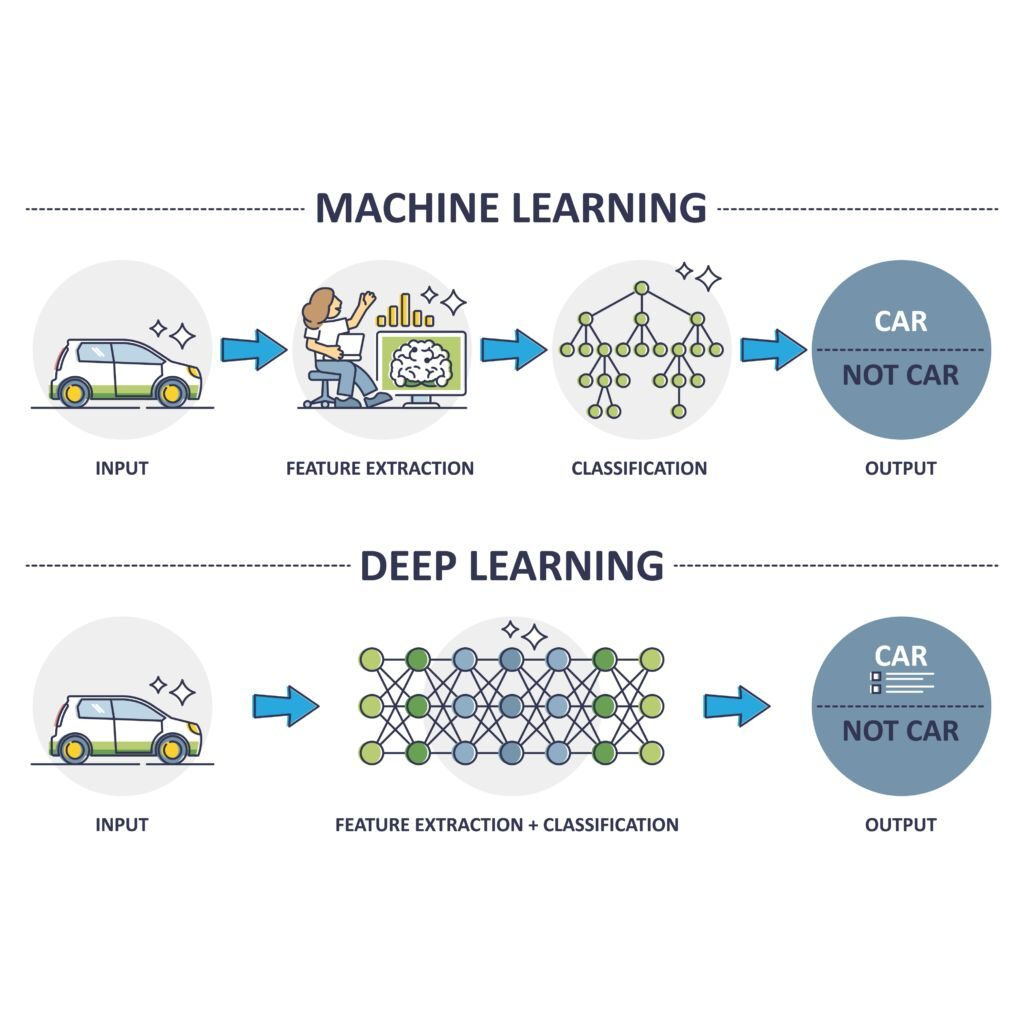 MACHINE LEARNING
CAR
NOT CAR
INPUT
FEATURE EXTRACTION
CLASSIFICATION
OUTPUT
DEEP LEARNING
CAR
NOT CAR
INPUT
FEATURE EXTRACTION + CLASSIFICATION
OUTPUT